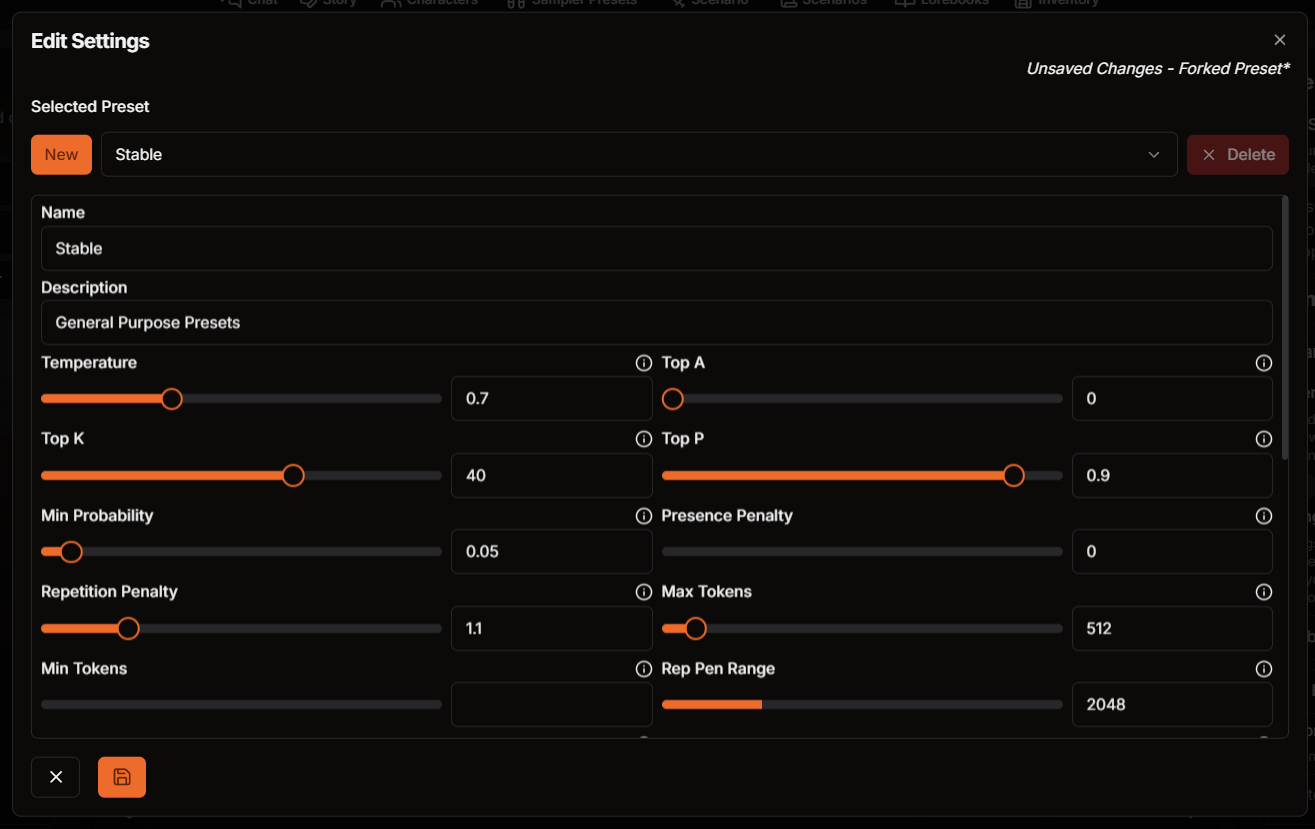 Chat Story Characters Sampler Presets Scenario Scenarios Lorebooks Inventory
Edit Settings
Unsaved Changes - Forked Preset*
Selected Preset
New Stable Delete
Name
Stable
Description
General Purpose Presets
Temperature Top A
0.7 0
Top K Top P
40 0.9
Min Probability Presence Penalty
0.05 0
Repetition Penalty Max Tokens
1.1 512
Min Tokens Rep Pen Range
2048